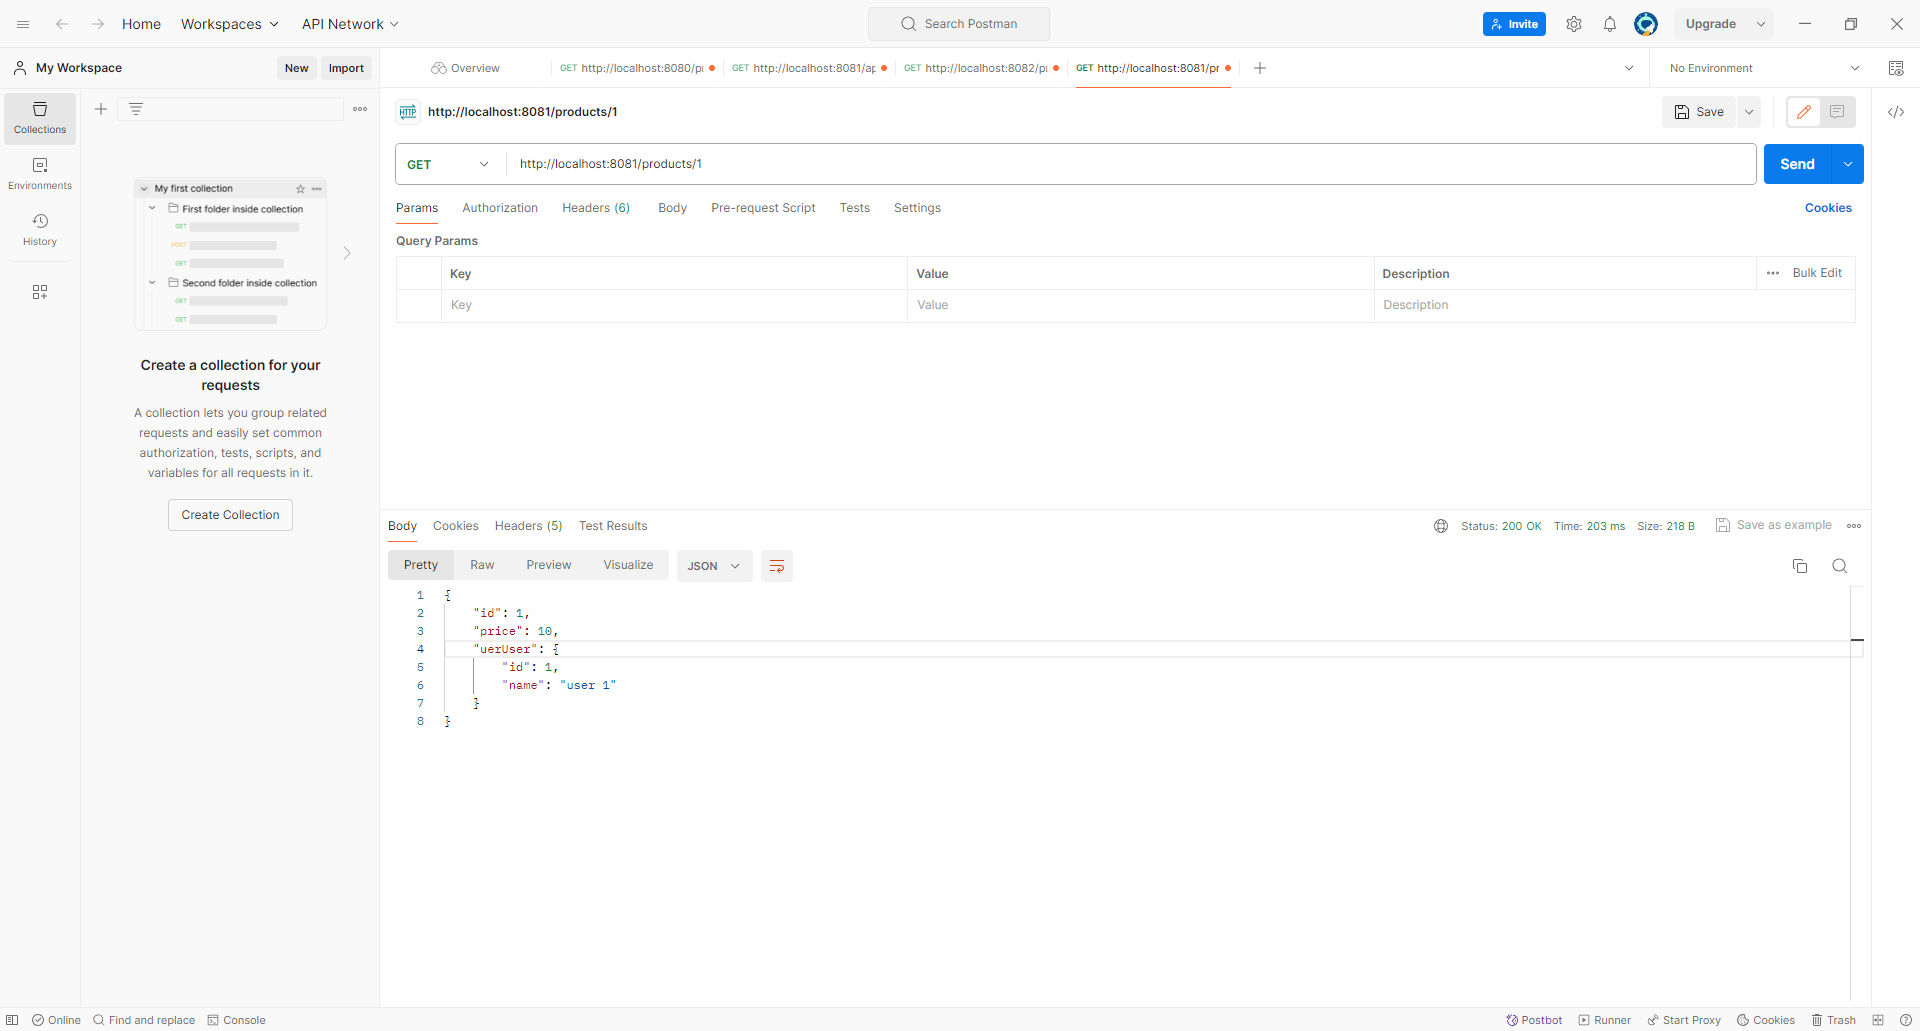 Home
Workspaces
API Network
Search Postman
Invite
Upgrade
My Workspace
New
Import
Overview
GET http://localhost:8080/p
GET http://localhost:8081/ap
GET http://localhost:8082/p
GET http://localhost:8081/pr
No Environment
Collections
Environments
History
My first collection
First folder inside collection
GET
POST
GET
Second folder inside collection
GET
GET
Create a collection for your
requests
A collection lets you group related
requests and easily set common
authorization, tests, scripts, and
variables for all requests in it.
Create Collection
HTTP http://localhost:8081/products/1
Save
GET
http://localhost:8081/products/1
Send
Params
Authorization
Headers (6)
Body
Pre-request Script
Tests
Settings
Cookies
Query Params
Key
Value
Description
Bulk Edit
Key
Value
Description
Body
Cookies
Headers (5)
Test Results
Status: 200 OK
Time: 203 ms
Size: 218 B
Save as example
Pretty
Raw
Preview
Visualize
JSON
1 {
2 "id": 1,
3 "price": 10,
4 "uerUser": {
5 "id": 1,
6 "name": "user 1"
7 }
8 }
Online
Find and replace
Console
Postbot
Runner
Start Proxy
Cookies
Trash